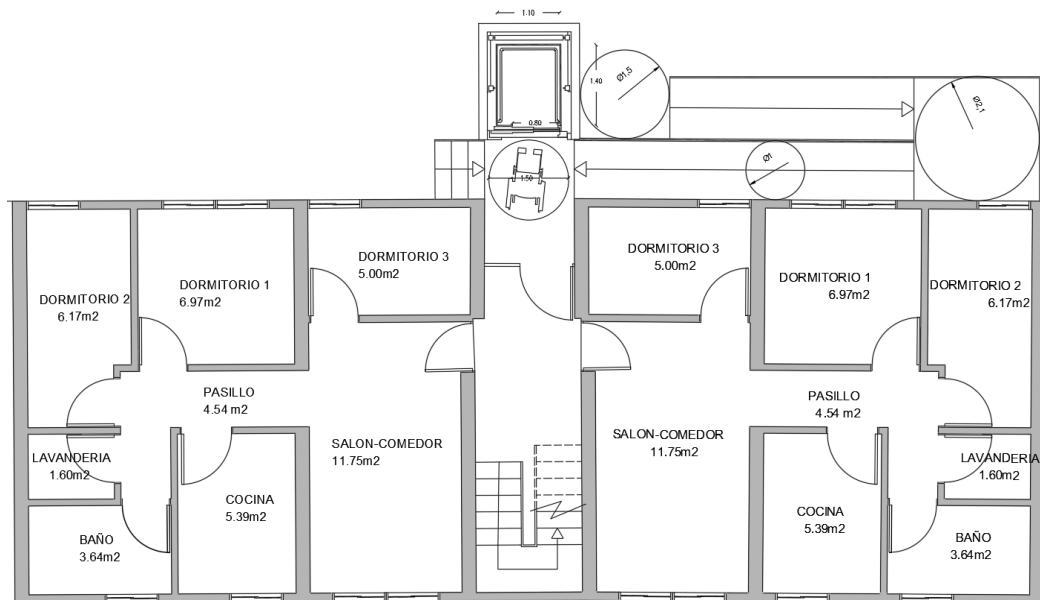 1.10
1.40
0.80
Ø1,5
Ø2,1
Ø1
1.50
DORMITORIO 2
6.17m2
DORMITORIO 1
6.97m2
DORMITORIO 3
5.00m2
DORMITORIO 3
5.00m2
DORMITORIO 1
6.97m2
DORMITORIO 2
6.17m2
PASILLO
4.54 m2
PASILLO
4.54 m2
SALON-COMEDOR
11.75m2
SALON-COMEDOR
11.75m2
LAVANDERIA
1.60m2
LAVANDERIA
1.60m2
COCINA
5.39m2
COCINA
5.39m2
BAÑO
3.64m2
BAÑO
3.64m2